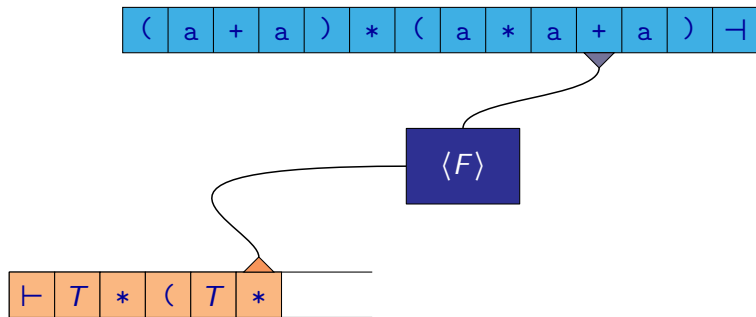 ( a + a ) * ( a * a + a ) ⊣
⟨F⟩
⊢ T * ( T *